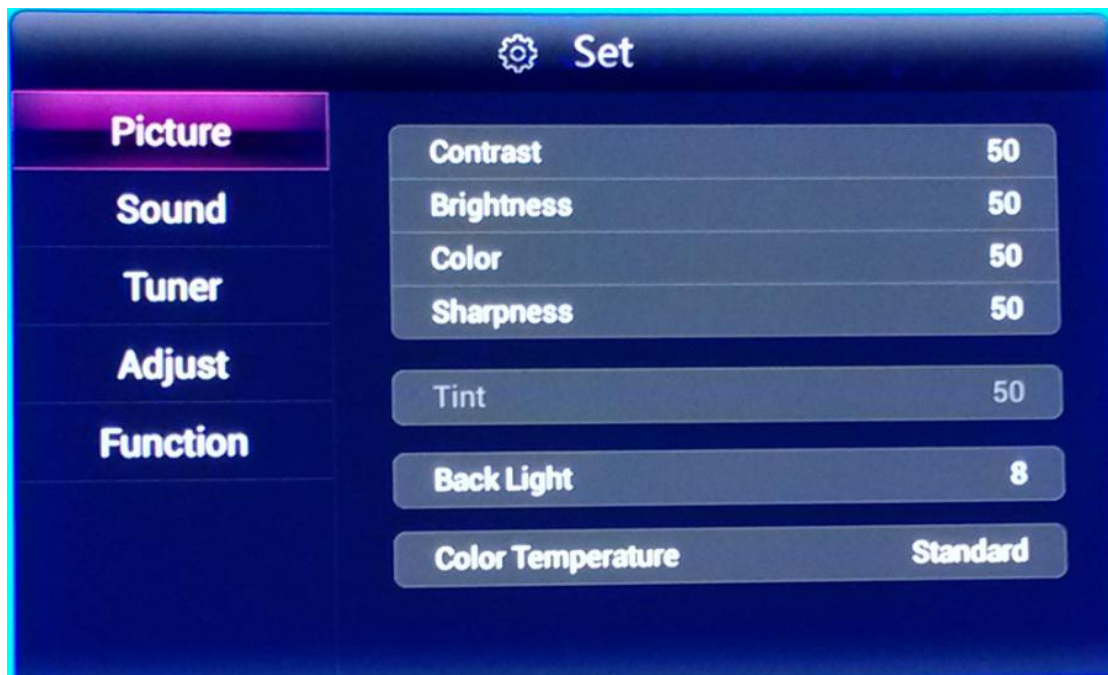 Set
Picture
Sound
Tuner
Adjust
Function
Contrast 50
Brightness 50
Color 50
Sharpness 50
Tint 50
Back Light 8
Color Temperature Standard